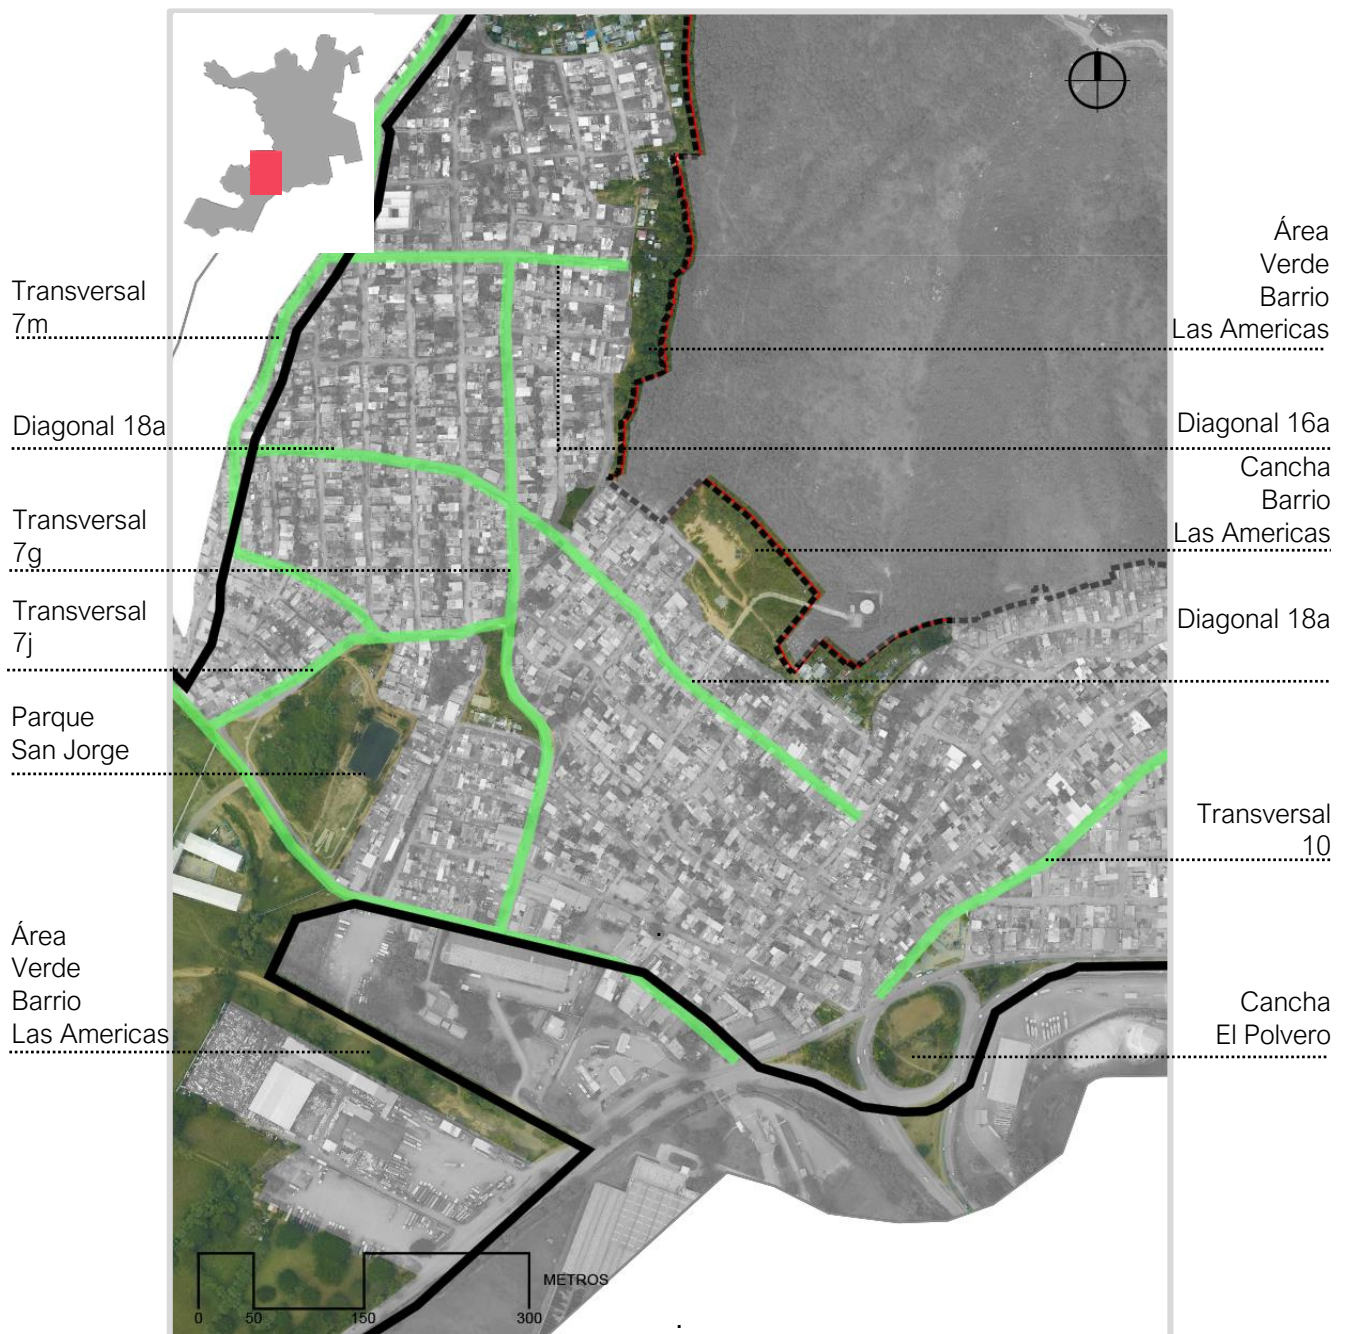 Transversal
7m
Diagonal 18a
Transversal
7g
Transversal
7j
Parque
San Jorge
Área
Verde
Barrio
Las Americas
Área
Verde
Barrio
Las Americas
Diagonal 16a
Cancha
Barrio
Las Americas
Diagonal 18a
Transversal
10
Cancha
El Polvero
METROS
0 50 150 300